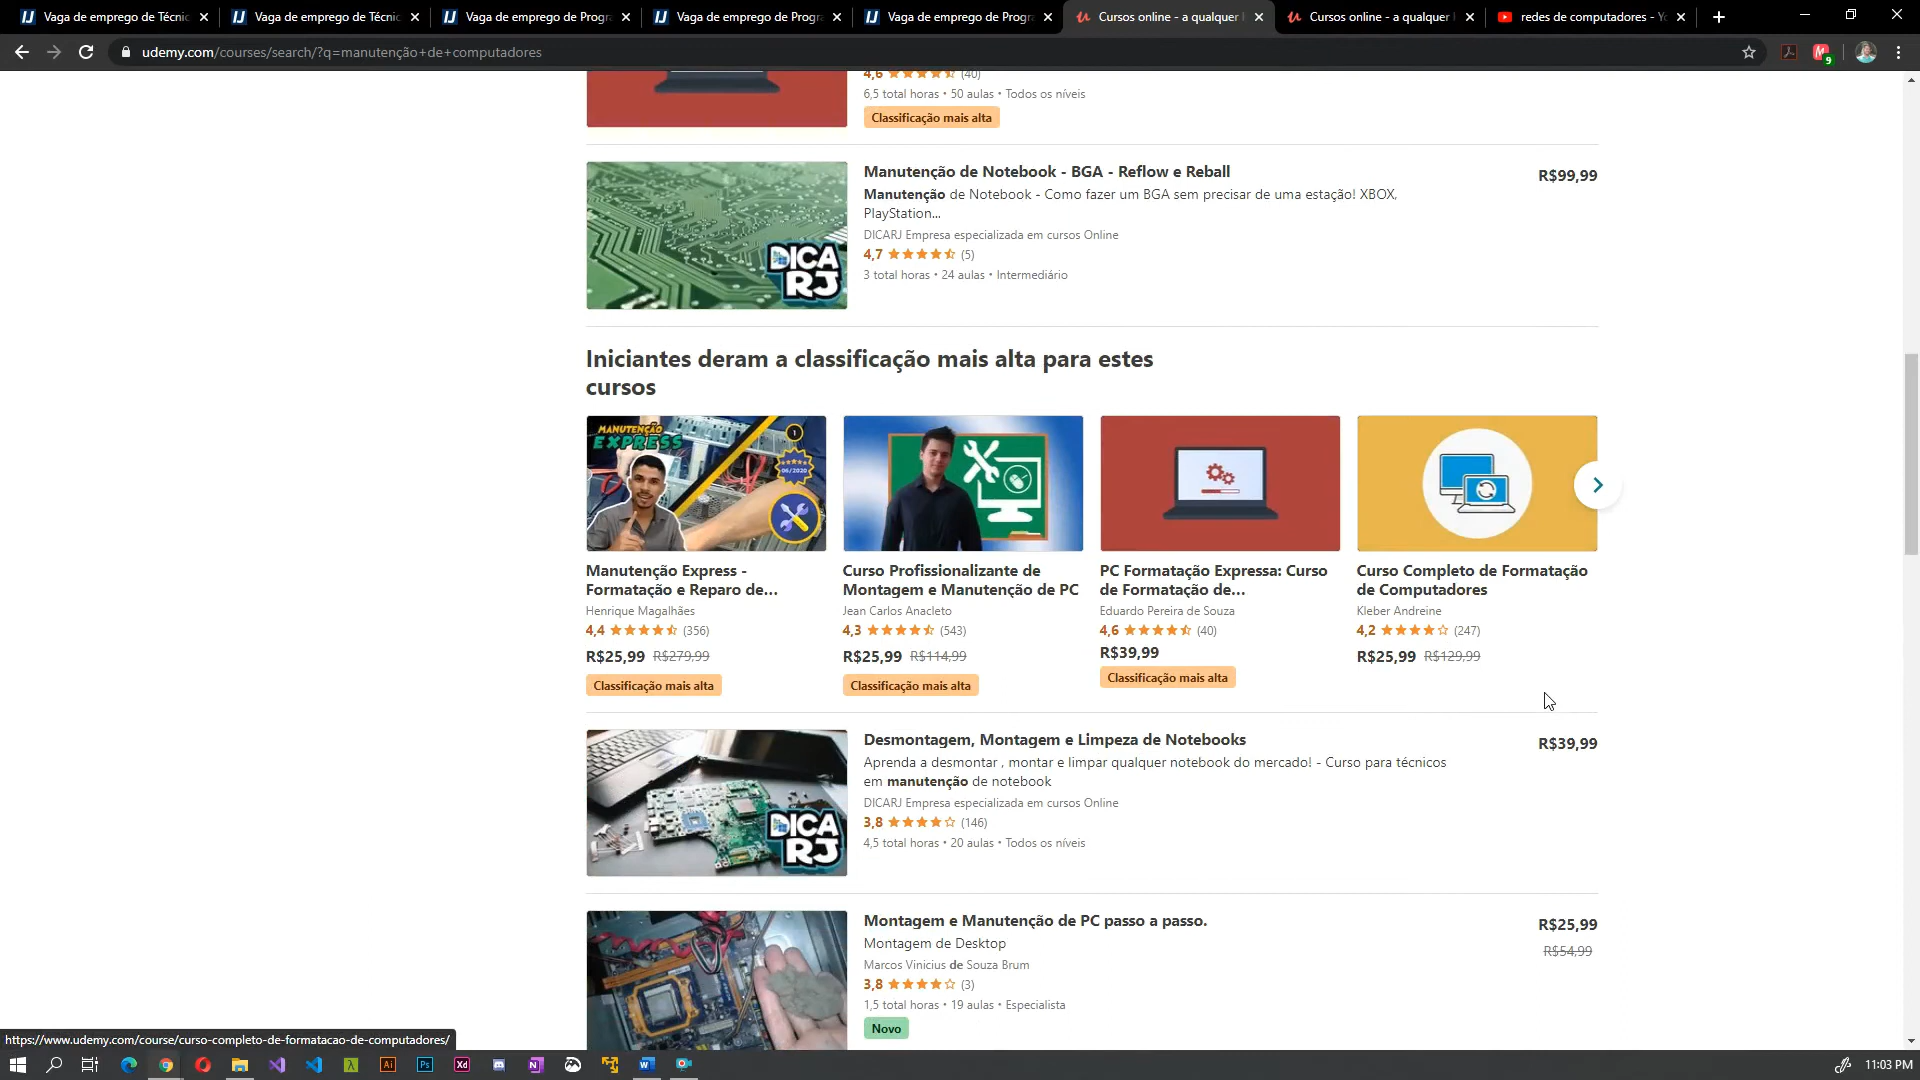 Vaga de emprego de Técnic
Vaga de emprego de Técnic
Vaga de emprego de Progra
Vaga de emprego de Progra
Vaga de emprego de Progra
Cursos online - a qualquer
Cursos online - a qualquer
redes de computadores - Yo
udemy.com/courses/search/?q=manutenção+de+computadores
9
4,6 (40)
6,5 total horas • 50 aulas • Todos os níveis
Classificação mais alta
DICA
RJ
Manutenção de Notebook - BGA - Reflow e Reball
R$99,99
Manutenção de Notebook - Como fazer um BGA sem precisar de uma estação! XBOX,
PlayStation...
DICARJ Empresa especializada em cursos Online
4,7 (5)
3 total horas • 24 aulas • Intermediário
Iniciantes deram a classificação mais alta para estes
cursos
MANUTENÇÃO
EXPRESS
1
06/2020
Manutenção Express -
Formatação e Reparo de...
Henrique Magalhães
4,4 (356)
R$25,99 R$279,99
Classificação mais alta
Curso Profissionalizante de
Montagem e Manutenção de PC
Jean Carlos Anacleto
4,3 (543)
R$25,99 R$114,99
Classificação mais alta
PC Formatação Expressa: Curso
de Formatação de...
Eduardo Pereira de Souza
4,6 (40)
R$39,99
Classificação mais alta
Curso Completo de Formatação
de Computadores
Kleber Andreine
4,2 (247)
R$25,99 R$129,99
DICA
RJ
Desmontagem, Montagem e Limpeza de Notebooks
R$39,99
Aprenda a desmontar , montar e limpar qualquer notebook do mercado! - Curso para técnicos
em manutenção de notebook
DICARJ Empresa especializada em cursos Online
3,8 (146)
4,5 total horas • 20 aulas • Todos os níveis
Montagem e Manutenção de PC passo a passo.
R$25,99
Montagem de Desktop
R$54,99
Marcos Vinicius de Souza Brum
3,8 (3)
1,5 total horas • 19 aulas • Especialista
Novo
https://www.udemy.com/course/curso-completo-de-formatacao-de-computadores/
Ai
Ps
Xd
N
W
11:03 PM